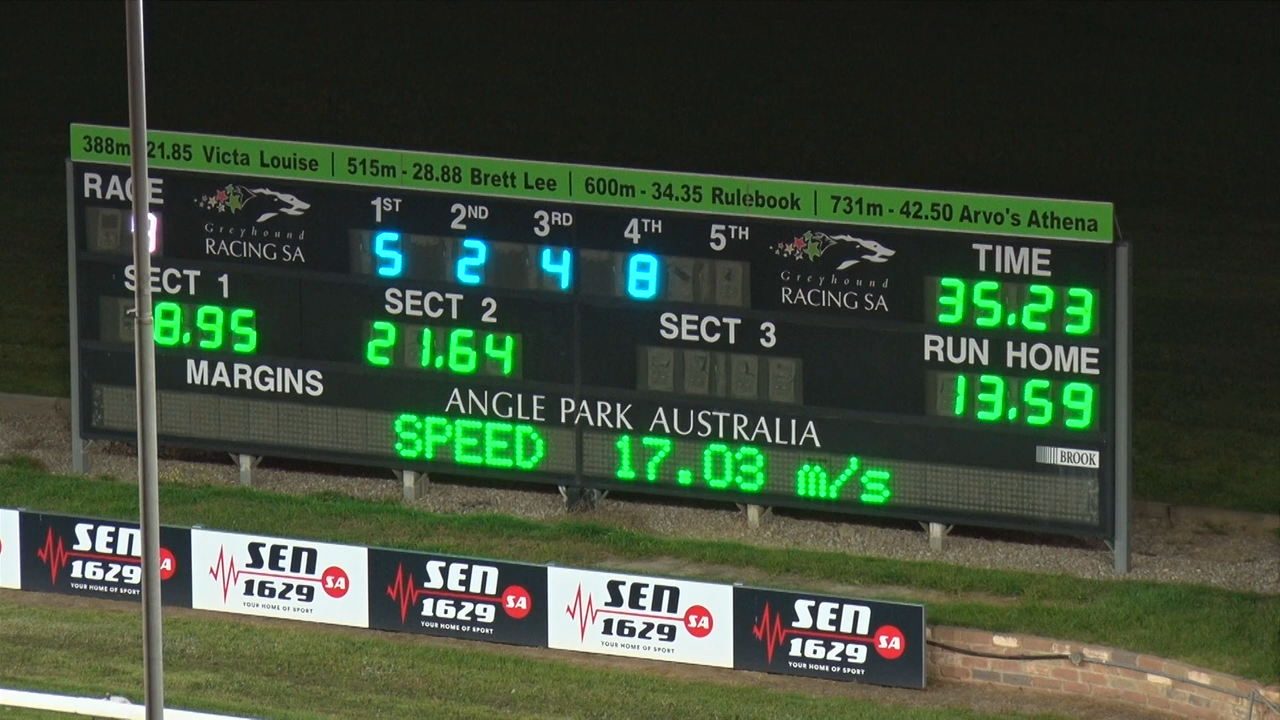 388m 21.85 Victa Louise | 515m - 28.88 Brett Lee | 600m - 34.35 Rulebook | 731m - 42.50 Arvo's Athena
RACE
Greyhound
RACING SA
1ST 2ND 3RD 4TH 5TH
5 2 4 8
Greyhound
RACING SA
TIME
35.23
SECT 1
8.95
SECT 2
21.64
SECT 3
RUN HOME
13.59
MARGINS
ANGLE PARK AUSTRALIA
SPEED 17.03 m/s
BROOK
SEN
1629 SA
YOUR HOME OF SPORT
SEN
1629 SA
YOUR HOME OF SPORT
SEN
1629 SA
YOUR HOME OF SPORT
SEN
1629 SA
YOUR HOME OF SPORT
SEN
1629 SA
YOUR HOME OF SPORT